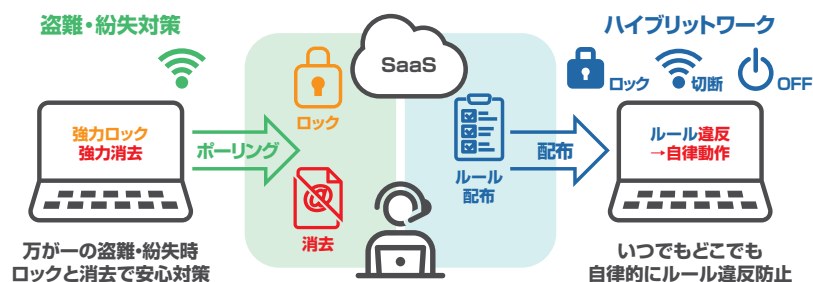 盗難・紛失対策
強力ロック
強力消去
ポーリング
万が一の盗難・紛失時
ロックと消去で安心対策
SaaS
ロック
@
消去
ルール
配布
配布
ハイブリットワーク
ロック
切断
OFF
ルール違反
→自律動作
いつでもどこでも
自律的にルール違反防止